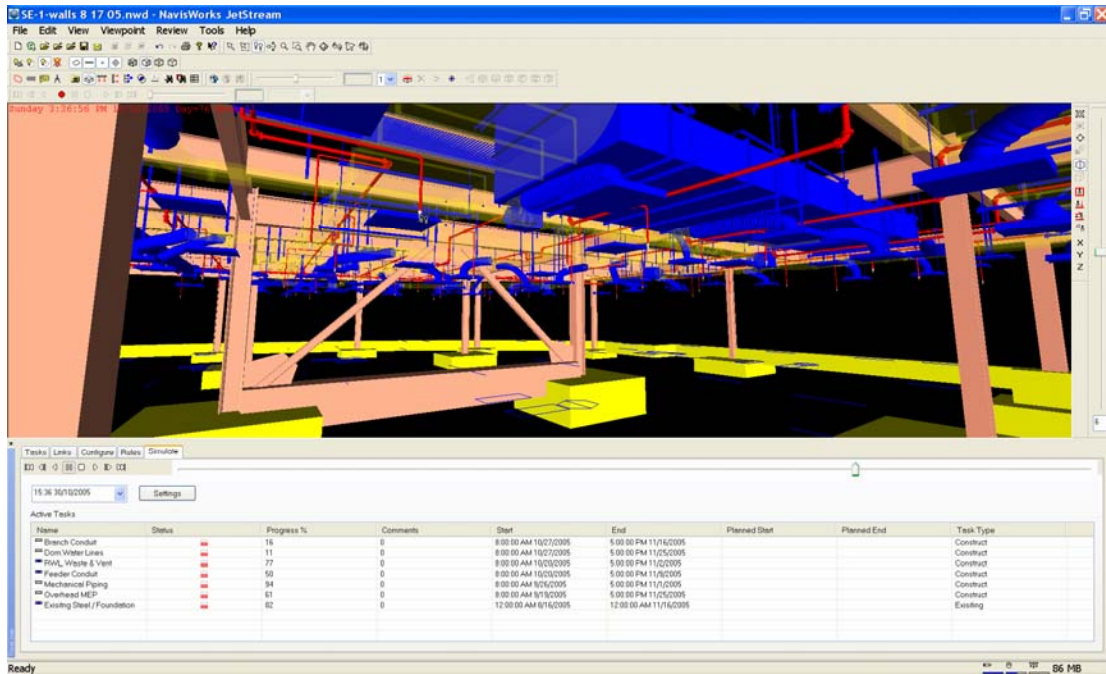 SE-1-walls 8 17 05.nwd - NavisWorks JetStream
File Edit View Viewpoint Review Tools Help
1
Sunday 3:36:56 PM
X
Y
Z
6
Tasks Links Configure Rules Simulate
15:36 30/10/2005 Settings
Active Tasks
Name Status Progress % Comments Start End Planned Start Planned End Task Type
Branch Conduit 16 0 8:00:00 AM 10/27/2005 5:00:00 PM 11/16/2005 Construct
Dom.Water Lines 11 0 8:00:00 AM 10/27/2005 5:00:00 PM 11/25/2005 Construct
RWL, Waste & Vent 77 0 8:00:00 AM 10/20/2005 5:00:00 PM 11/2/2005 Construct
Feeder Conduit 50 0 8:00:00 AM 10/20/2005 5:00:00 PM 11/9/2005 Construct
Mechanical Piping 94 0 8:00:00 AM 9/26/2005 5:00:00 PM 11/1/2005 Construct
Overhead MEP 61 0 8:00:00 AM 9/19/2005 5:00:00 PM 11/25/2005 Construct
Exisitng Steel / Foundation 82 0 12:00:00 AM 8/16/2005 12:00:00 AM 11/16/2005 Exisiting
Ready 86 MB